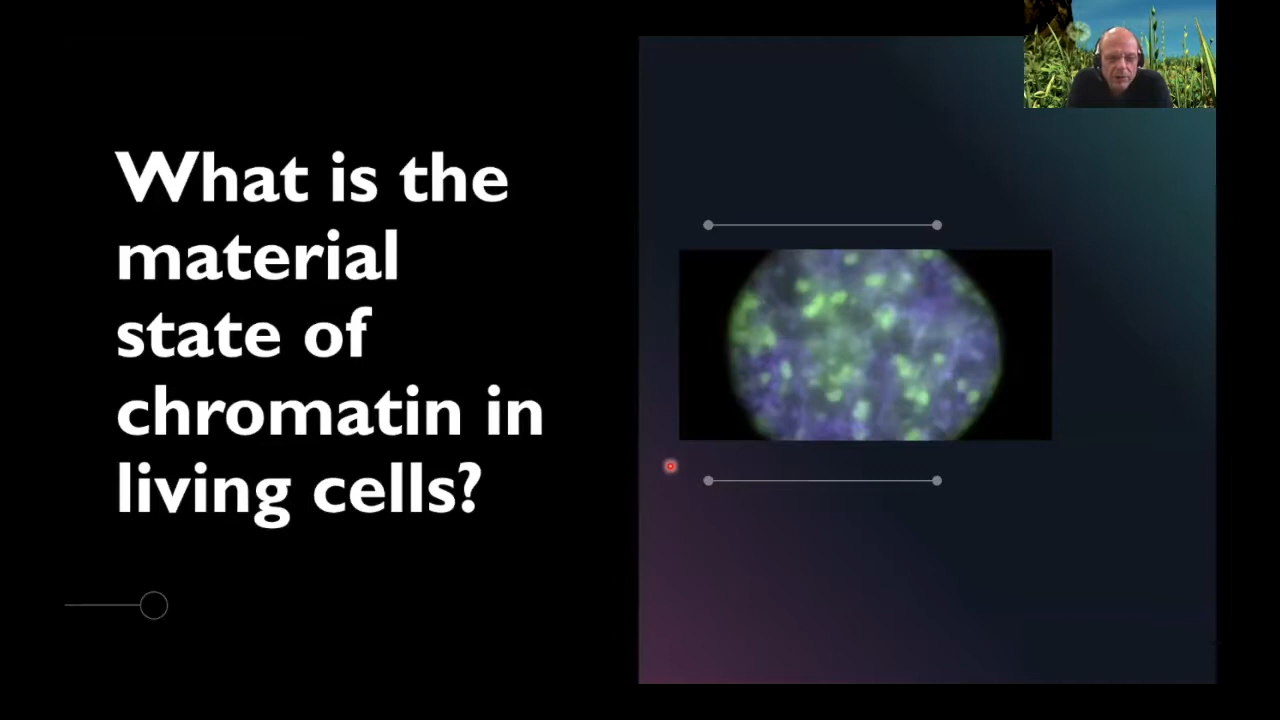 What is the
material
state of
chromatin in
living cells?